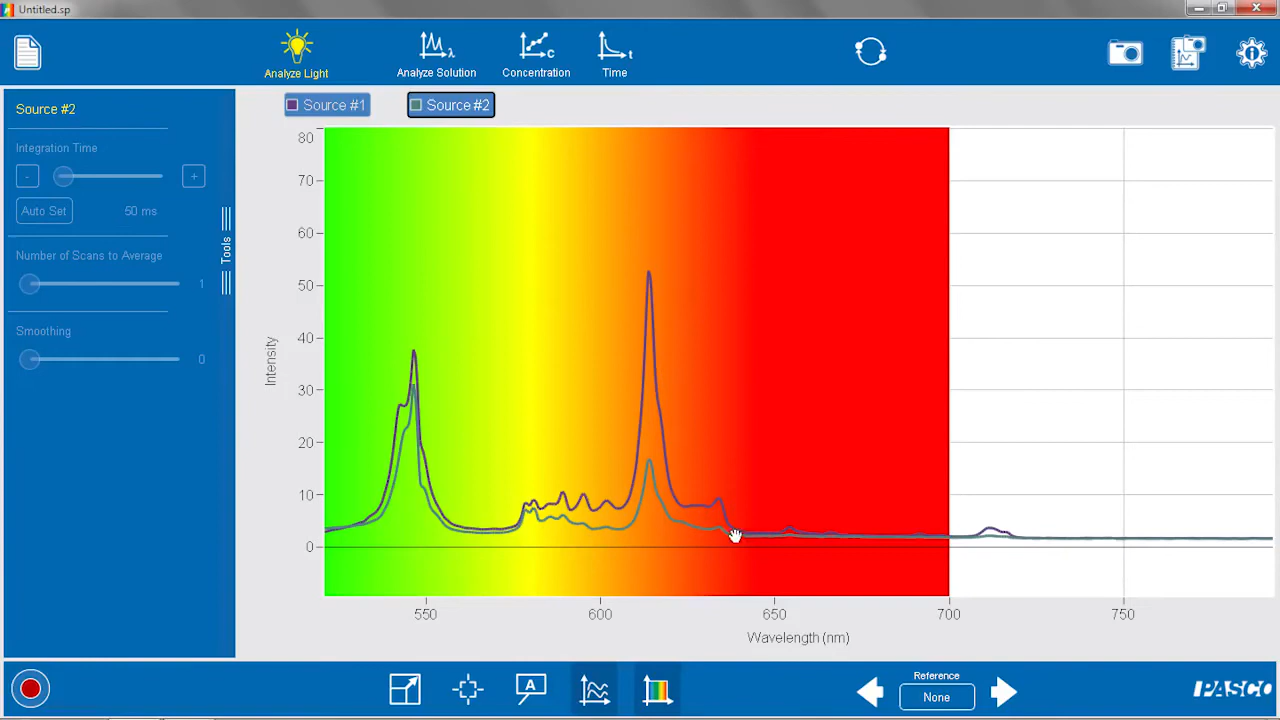 Untitled.sp
Analyze Light
Analyze Solution
Concentration
Time
λ
c
t
Source #2
Integration Time
-
+
Auto Set
50 ms
Number of Scans to Average
1
Smoothing
0
Tools
Source #1
Source #2
80
70
60
50
40
30
20
10
0
Intensity
550
600
650
700
750
Wavelength (nm)
A
Reference
None
PASCO